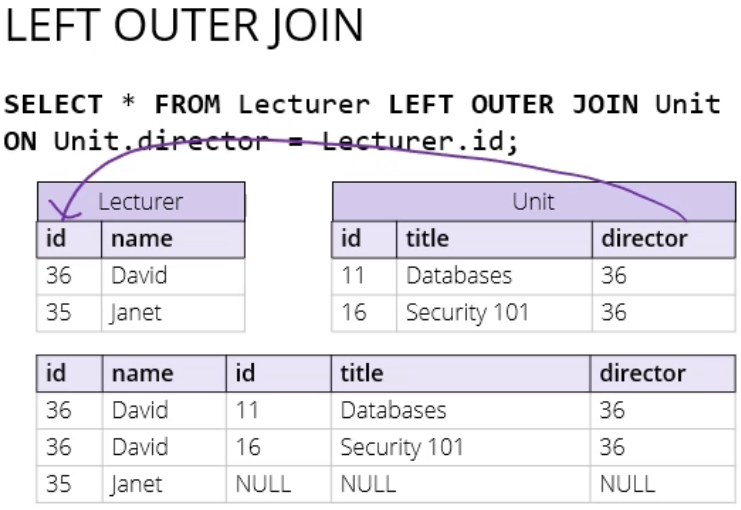 LEFT OUTER JOIN
SELECT * FROM Lecturer LEFT OUTER JOIN Unit
ON Unit.director = Lecturer.id;
Lecturer
id name
36 David
35 Janet
Unit
id title director
11 Databases 36
16 Security 101 36
id name id title director
36 David 11 Databases 36
36 David 16 Security 101 36
35 Janet NULL NULL NULL